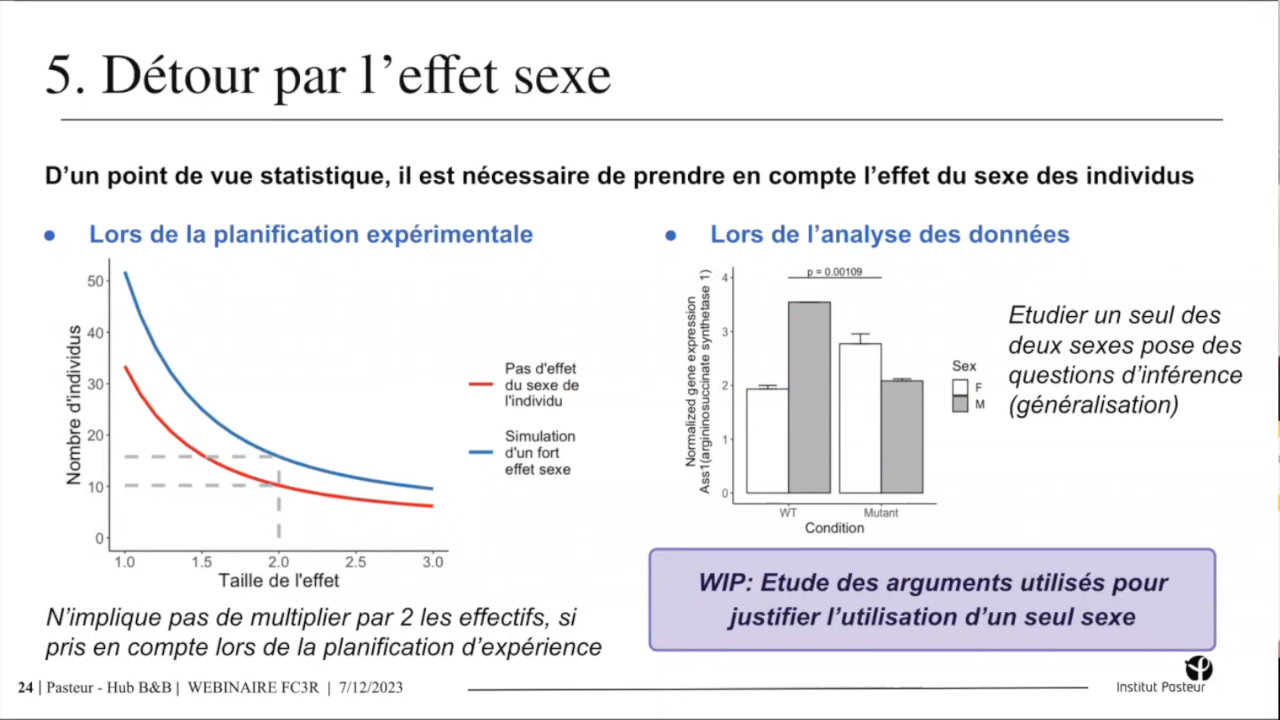 5. Détour par l’effet sexe
D’un point de vue statistique, il est nécessaire de prendre en compte l’effet du sexe des individus
● Lors de la planification expérimentale
50
40
30
20
10
0
Nombre d'individus
1.0 1.5 2.0 2.5 3.0
Taille de l'effet
Pas d'effet
du sexe de
l'individu
Simulation
d'un fort
effet sexe
N’implique pas de multiplier par 2 les effectifs, si
pris en compte lors de la planification d’expérience
● Lors de l’analyse des données
Normalized gene expression
Ass1(argininosuccinate synthetase 1)
4
3
2
1
0
p = 0.00109
WT Mutant
Condition
Sex
F
M
Etudier un seul des
deux sexes pose des
questions d’inférence
(généralisation)
WIP: Etude des arguments utilisés pour
justifier l’utilisation d’un seul sexe
24 | Pasteur - Hub B&B | WEBINAIRE FC3R | 7/12/2023
Institut Pasteur